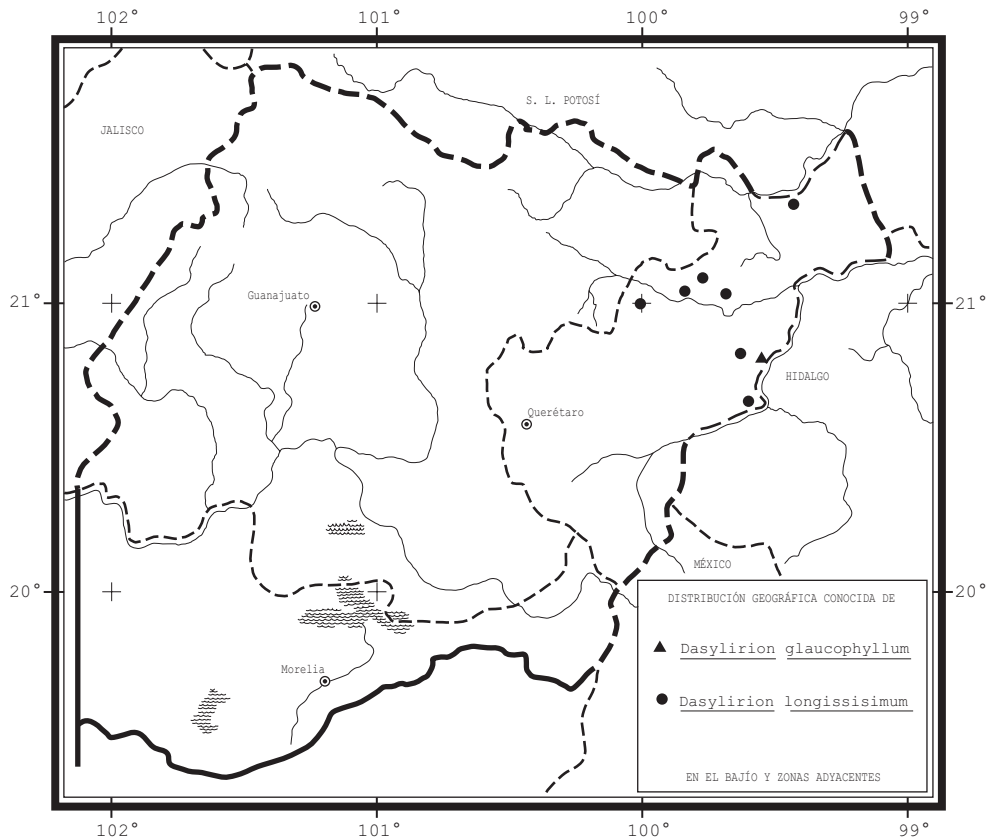 102° 101° 100° 99°
S. L. POTOSÍ
JALISCO
Guanajuato
21° 21°
HIDALGO
Querétaro
MÉXICO
20° 20°
DISTRIBUCIÓN GEOGRÁFICA CONOCIDA DE
Dasylirion glaucophyllum
Morelia
Dasylirion longissisimum
EN EL BAJÍO Y ZONAS ADYACENTES
102° 101° 100° 99°